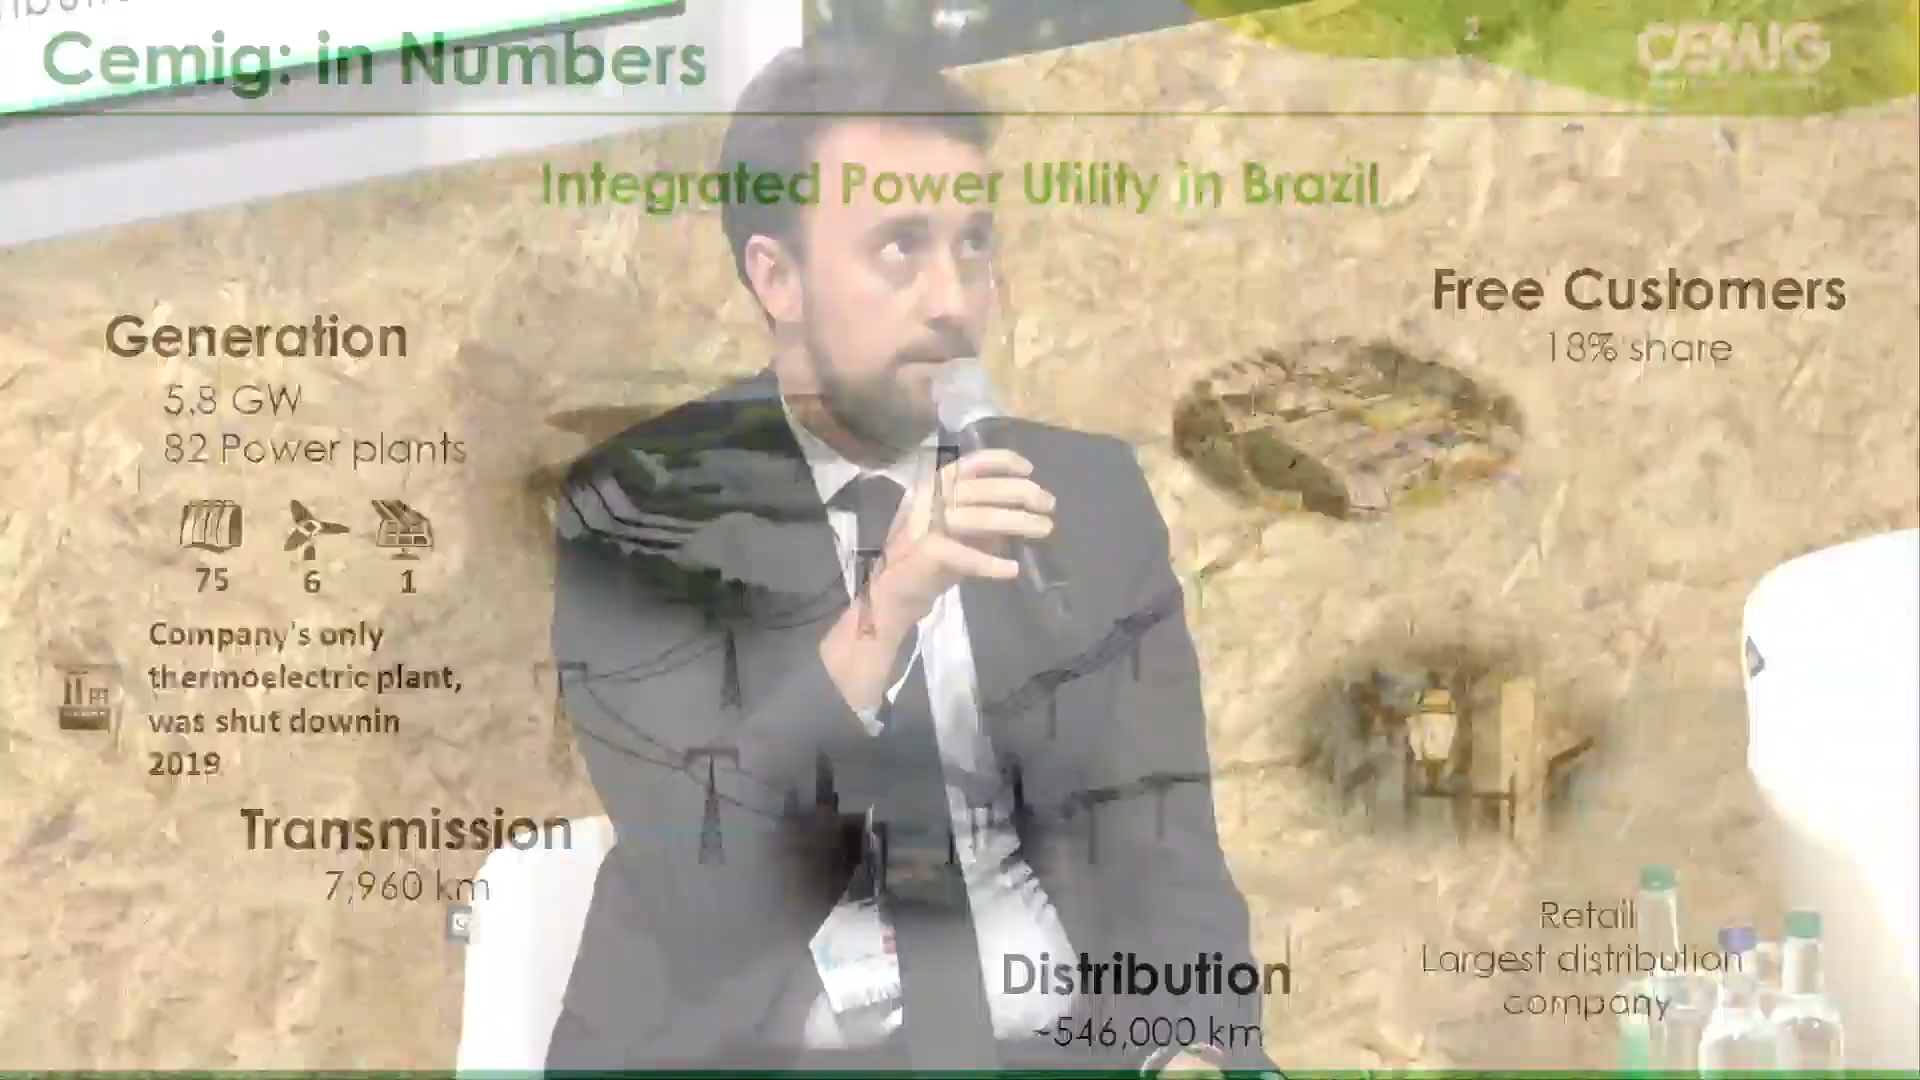 Cemig: in Numbers
2
CEMIG
Integrated Power Utility in Brazil
Free Customers
18% share
Generation
5,8 GW
82 Power plants
75 6 1
Company's only
thermoelectric plant,
was shut downin
2019
Transmission
7,960 km
Retail
Largest distribution
company
Distribution
~546,000 km